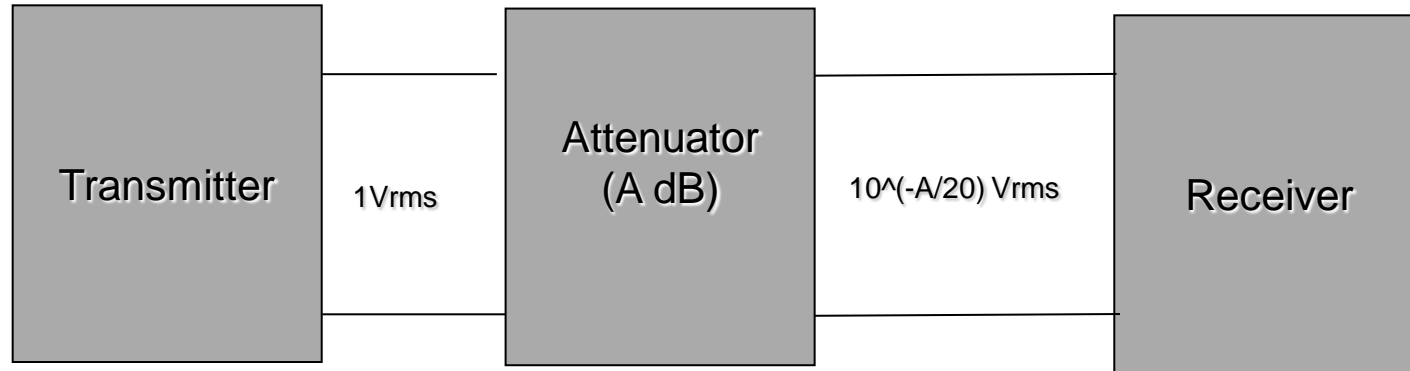 Transmitter
1Vrms
Attenuator
(A dB)
10^(-A/20) Vrms
Receiver